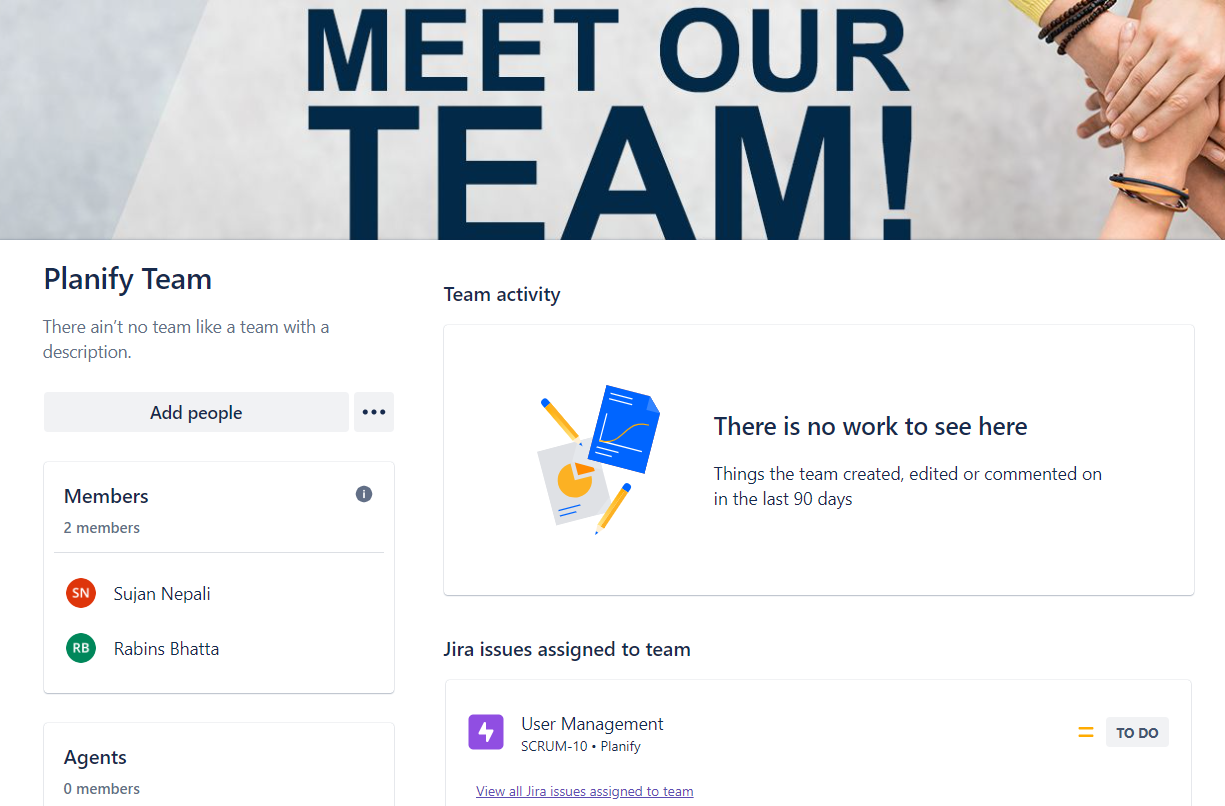 MEET OUR
TEAM!
Planify Team
There ain’t no team like a team with a
description.
Add people
Members
2 members
SN
Sujan Nepali
RB
Rabins Bhatta
Agents
0 members
Team activity
There is no work to see here
Things the team created, edited or commented on
in the last 90 days
Jira issues assigned to team
User Management
SCRUM-10 • Planify
TO DO
View all Jira issues assigned to team